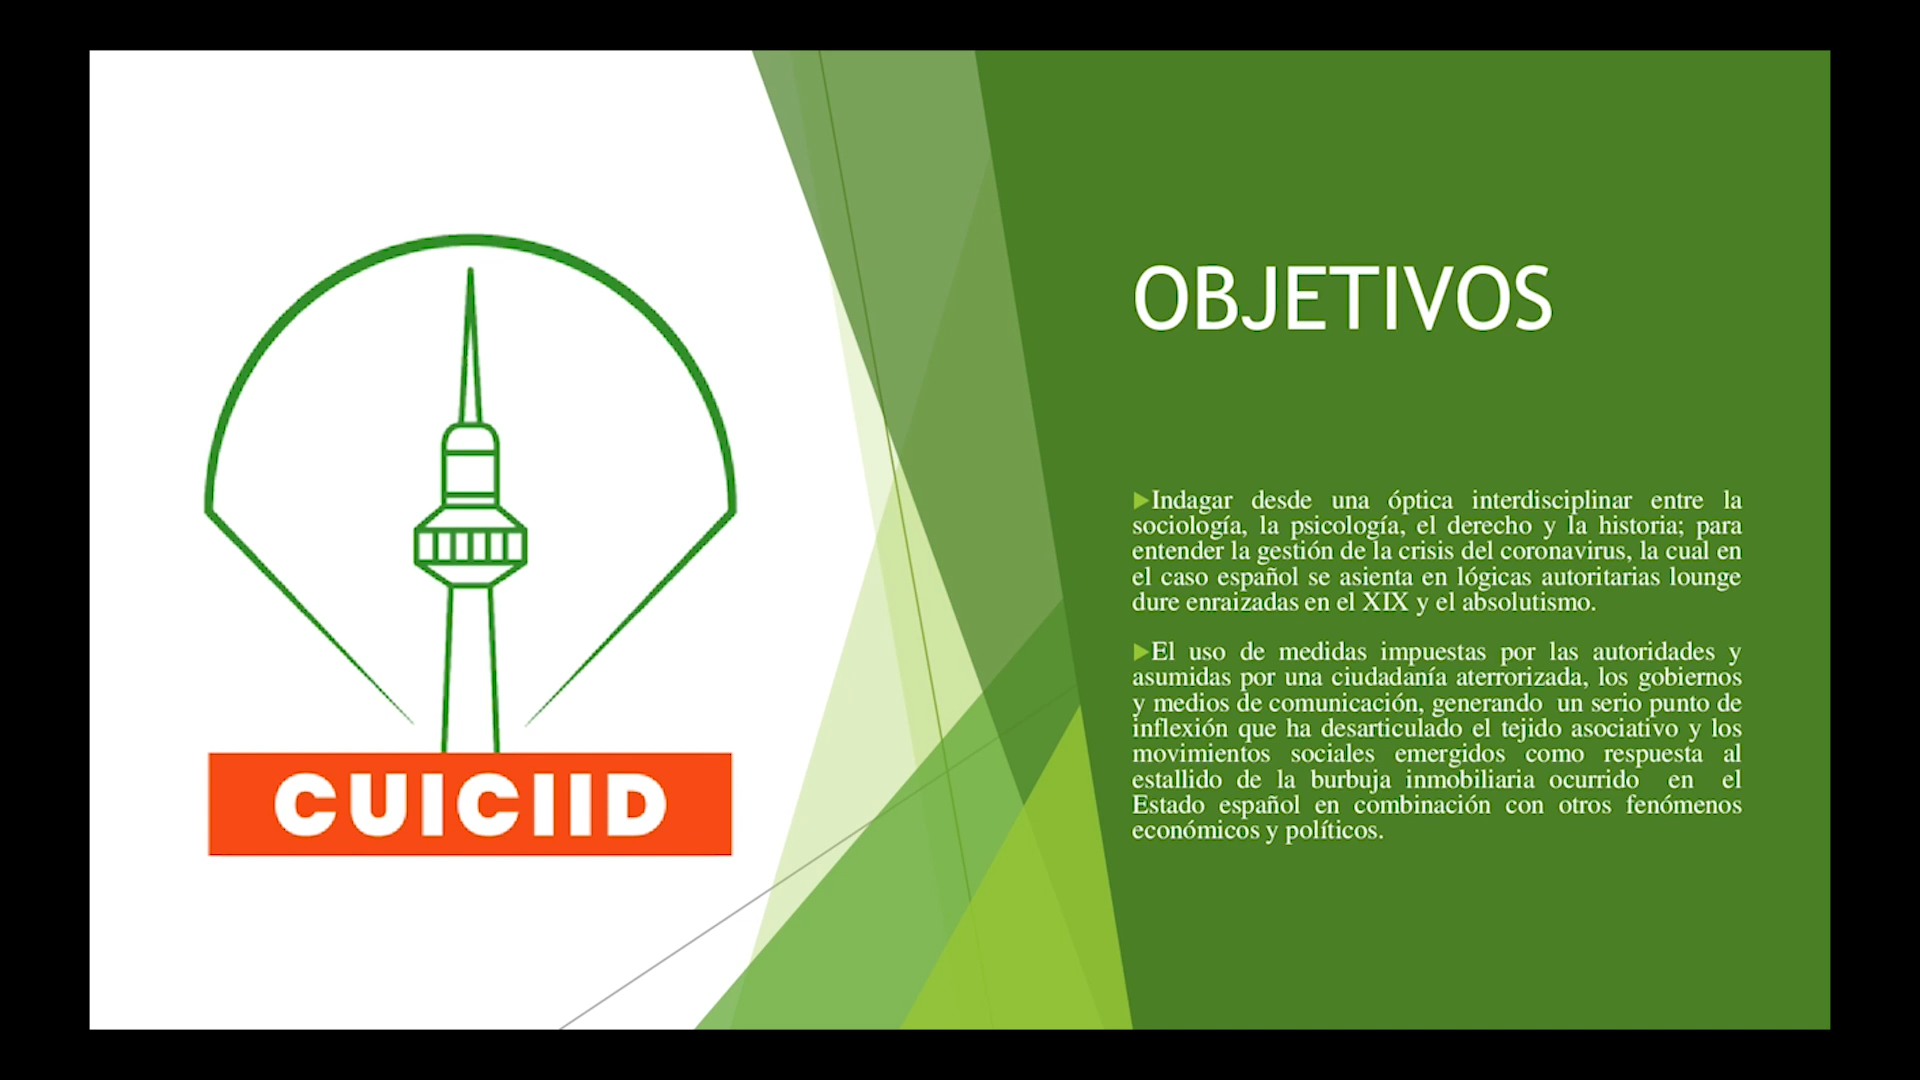 CUICIID
OBJETIVOS
Indagar desde una óptica interdisciplinar entre la
sociología, la psicología, el derecho y la historia; para
entender la gestión de la crisis del coronavirus, la cual en
el caso español se asienta en lógicas autoritarias lounge
dure enraizadas en el XIX y el absolutismo.
El uso de medidas impuestas por las autoridades y
asumidas por una ciudadanía aterrorizada, los gobiernos
y medios de comunicación, generando un serio punto de
inflexión que ha desarticulado el tejido asociativo y los
movimientos sociales emergidos como respuesta al
estallido de la burbuja inmobiliaria ocurrido en el
Estado español en combinación con otros fenómenos
económicos y políticos.